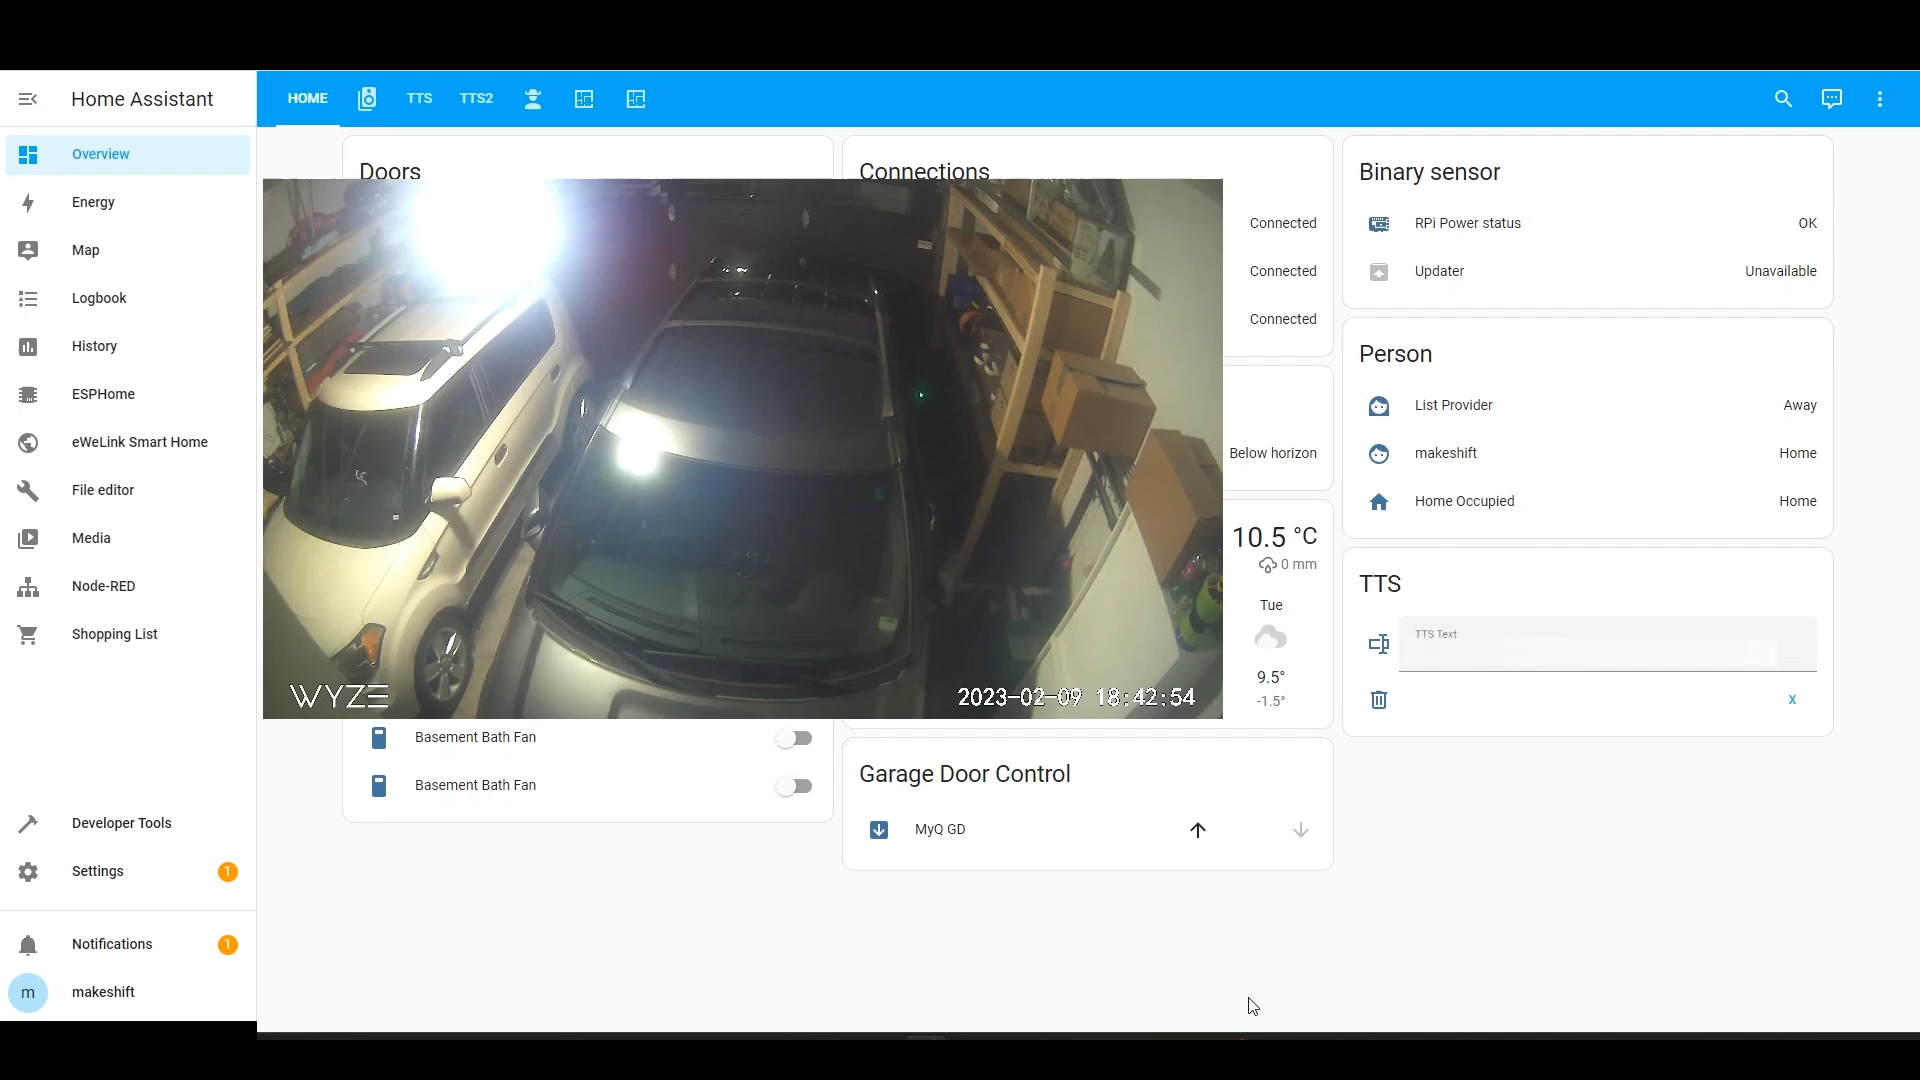 Home Assistant
HOME
TTS
TTS2
Overview
Energy
Map
Logbook
History
ESPHome
eWeLink Smart Home
File editor
Media
Node-RED
Shopping List
Developer Tools
Settings 1
Notifications 1
m makeshift
Doors
WYZE
2023-02-09 18:42:54
Basement Bath Fan
Basement Bath Fan
Connections
Connected
Connected
Connected
Below horizon
10.5 °C
0 mm
Tue
9.5°
-1.5°
Garage Door Control
MyQ GD
Binary sensor
RPi Power status OK
Updater Unavailable
Person
List Provider Away
makeshift Home
Home Occupied Home
TTS
TTS Text
X